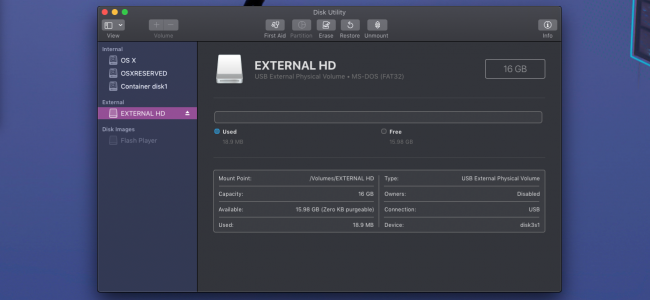 Disk Utility
View
Volume
First Aid
Partition
Erase
Restore
Unmount
Info
Internal
OS X
OSXRESERVED
Container disk1
External
EXTERNAL HD
Disk Images
Flash Player
EXTERNAL HD
USB External Physical Volume • MS-DOS (FAT32)
16 GB
Used
18.9 MB
Free
15.98 GB
Mount Point: /Volumes/EXTERNAL HD
Capacity: 16 GB
Available: 15.98 GB (Zero KB purgeable)
Used: 18.9 MB
Type: USB External Physical Volume
Owners: Disabled
Connection: USB
Device: disk3s1